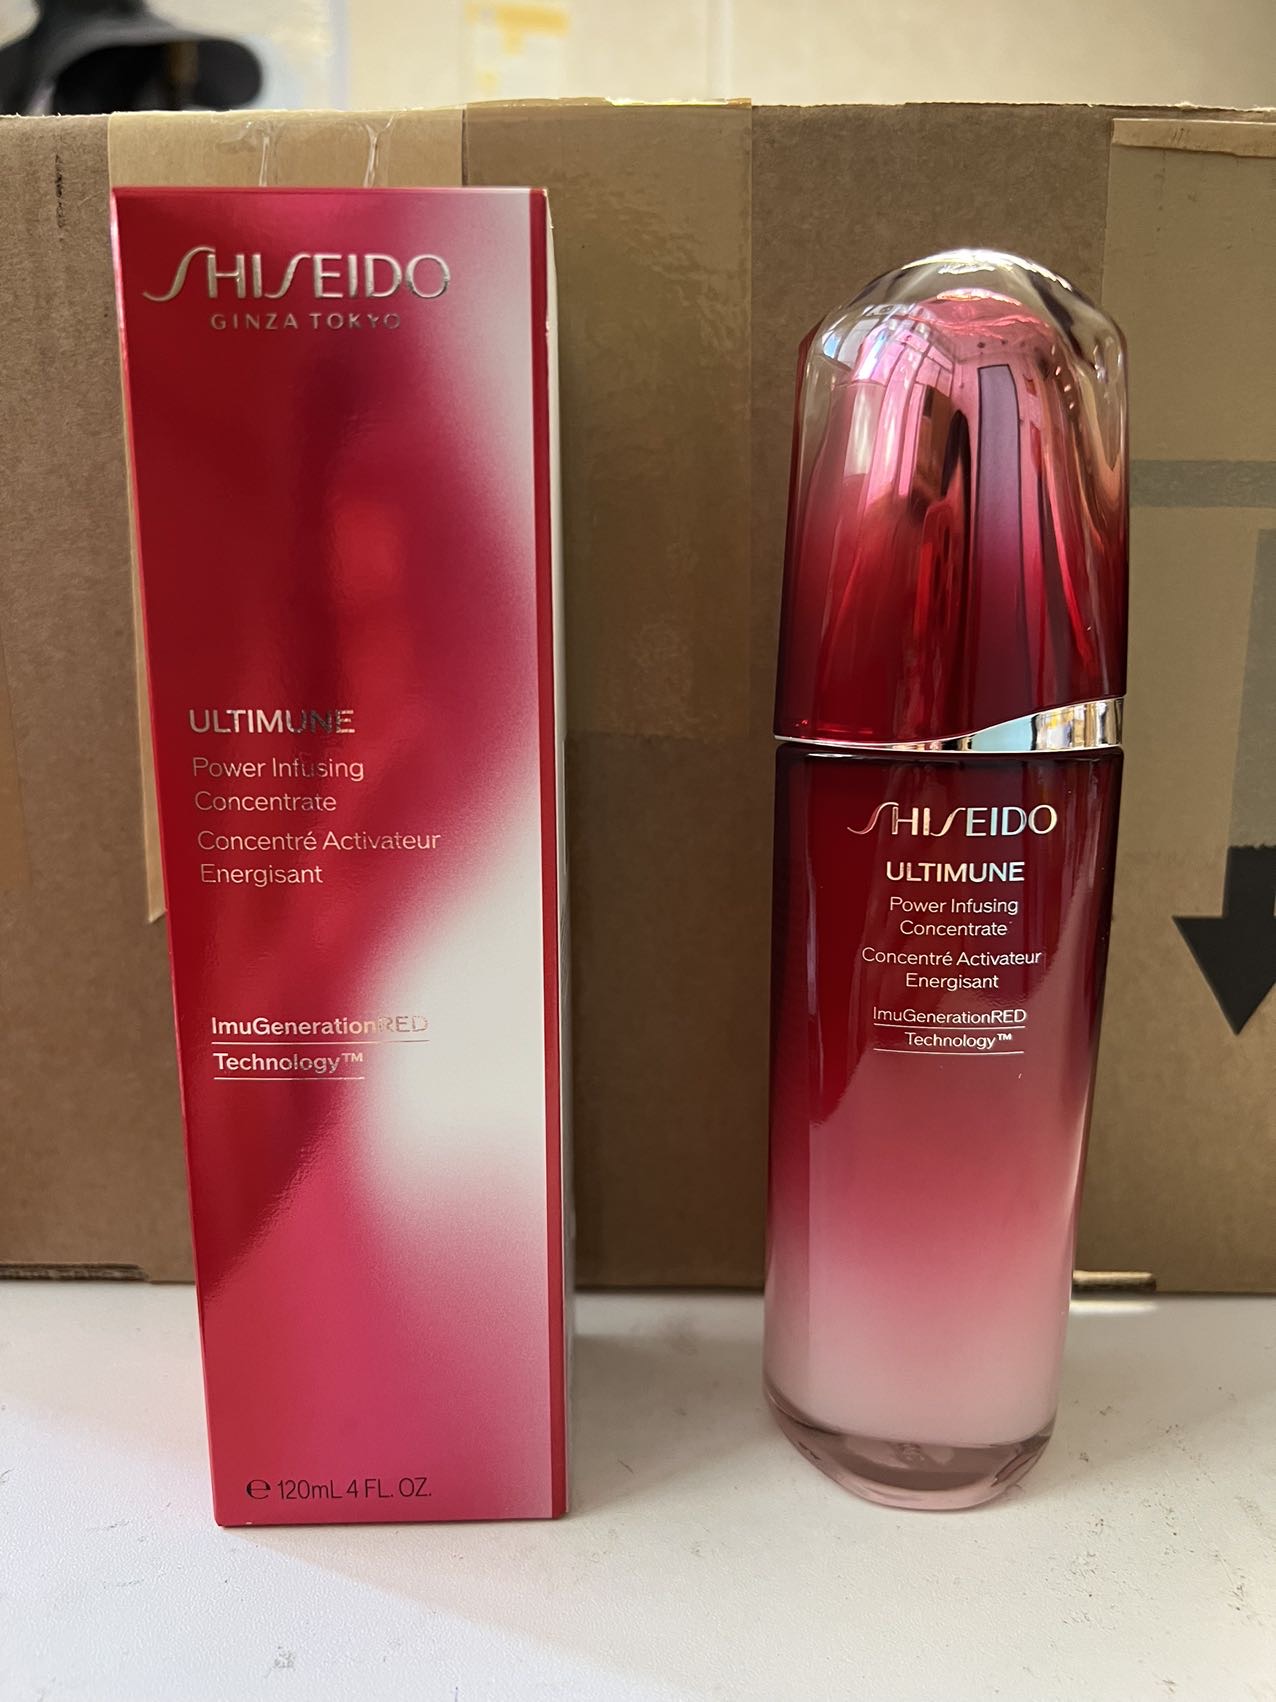 SHISEIDO
GINZA TOKYO
ULTIMUNE
Power Infusing
Concentrate
Concentré Activateur
Energisant
ImuGenerationRED
Technology™
℮ 120mL 4 FL. OZ.
SHISEIDO
ULTIMUNE
Power Infusing
Concentrate
Concentré Activateur
Energisant
ImuGenerationRED
Technology™